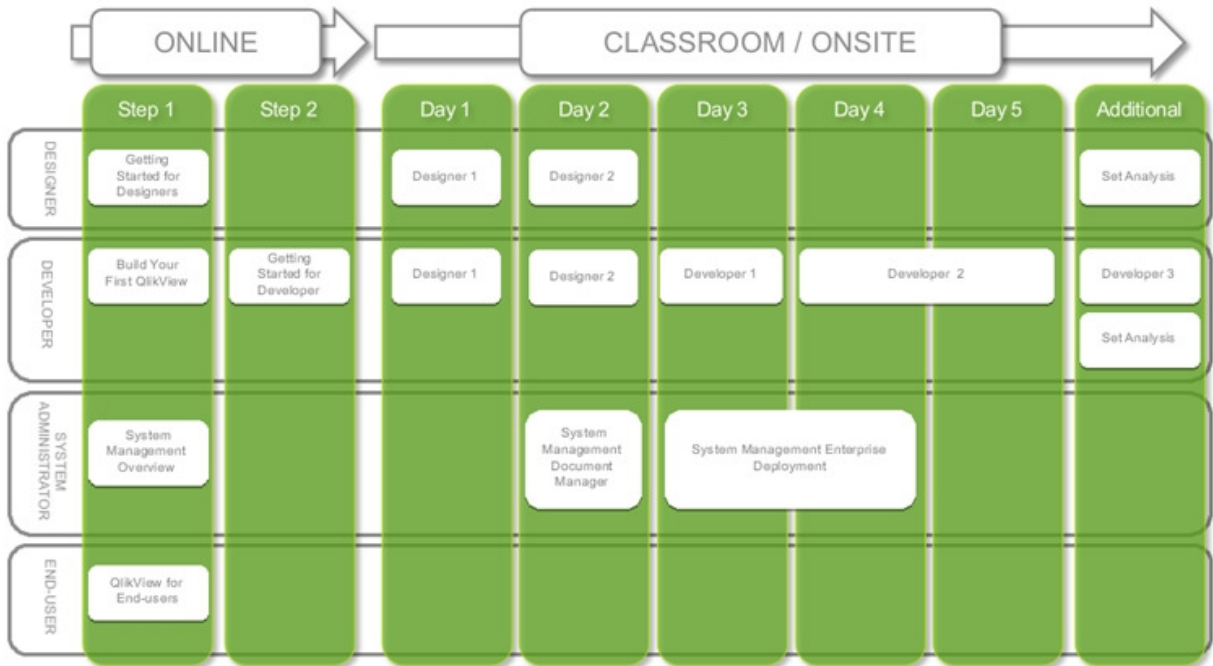 ONLINE
CLASSROOM / ONSITE
Step 1
Step 2
Day 1
Day 2
Day 3
Day 4
Day 5
Additional
DESIGNER
Getting
Started for
Designers
Designer 1
Designer 2
Set Analysis
DEVELOPER
Build Your
First QlikView
Getting
Started for
Developer
Designer 1
Designer 2
Developer 1
Developer 2
Developer 3
Set Analysis
SYSTEM
ADMINISTRATOR
System
Management
Overview
System
Management
Document
Manager
System Management Enterprise
Deployment
END-USER
QlikView for
End-users